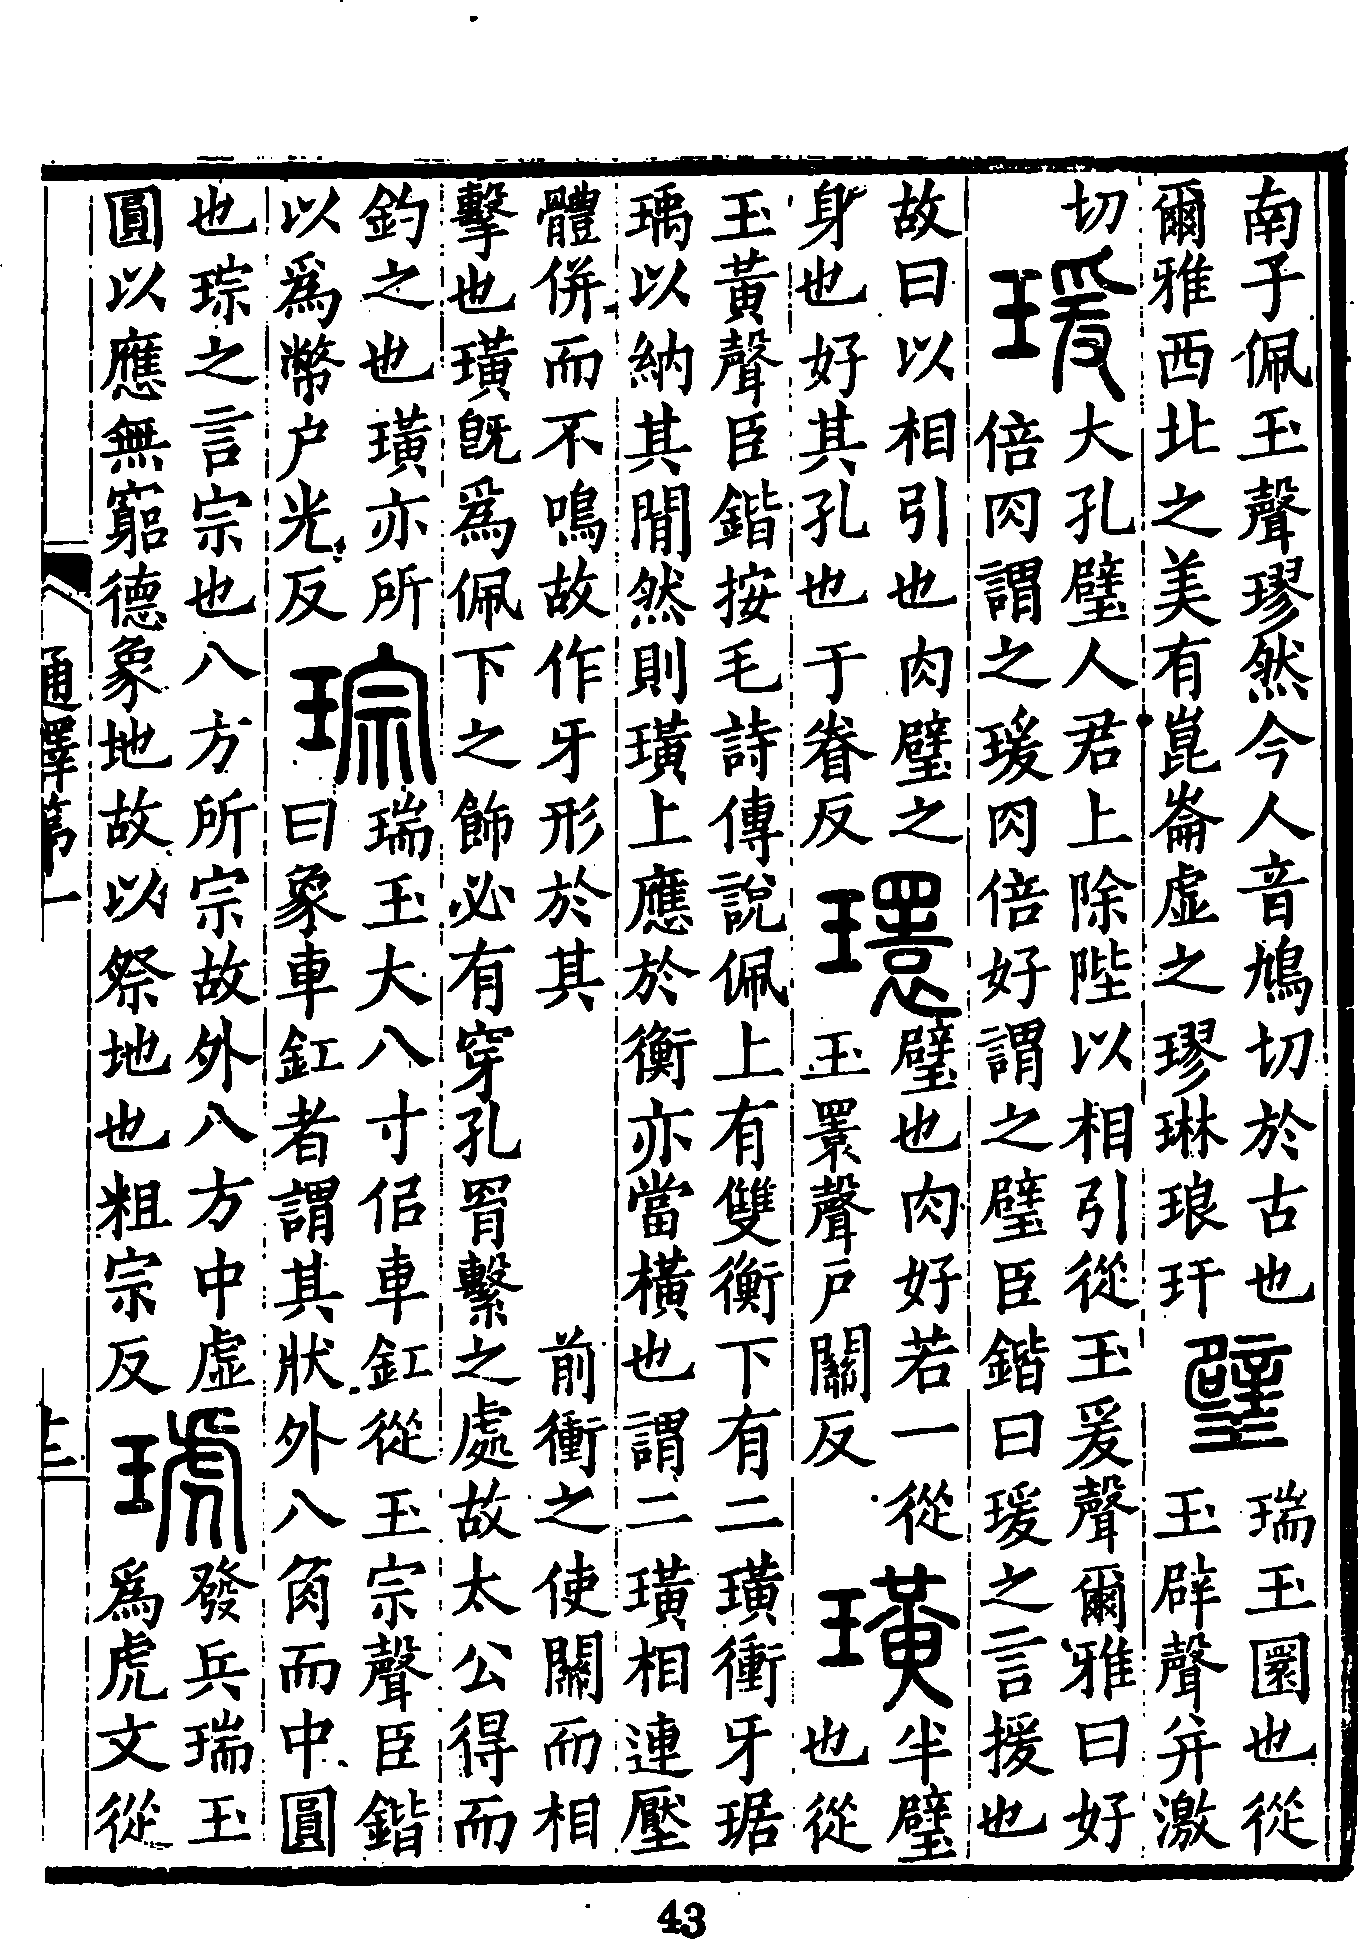 南子佩玉聲璆然今人音鳩切於古也
爾雅西北之美有崑崙虛之璆琳琅玕
璧
瑞玉圜也從
玉辟聲并激
切
瑗
大孔璧人君上除陛以相引從玉爰聲爾雅曰好
倍肉謂之瑗肉倍好謂之璧臣鍇曰瑗之言援也
故曰以相引也肉璧之
身也好其孔也于眷反
環
璧也肉好若一從
玉瞏聲戶關反
璜
半璧
也從
玉黃聲臣鍇按毛詩傳說佩上有雙衡下有二璜衝牙琚
瑀以納其閒然則璜上應於衡亦當橫也謂二璜相連壓
體併而不鳴故作牙形於其 前衝之使關而相
擊也璜旣爲佩下之飾必有穿孔罥繫之處故太公得而
釣之也璜亦所
以爲幣戶光反
琮
瑞玉大八寸佀車釭從玉宗聲臣鍇
曰象車釭者謂其狀外八角而中圓
也琮之言宗也八方所宗故外八方中虛
圓以應無窮德象地故以祭地也粗宗反
琥
發兵瑞玉
爲虎文從
通釋第一
十二
43